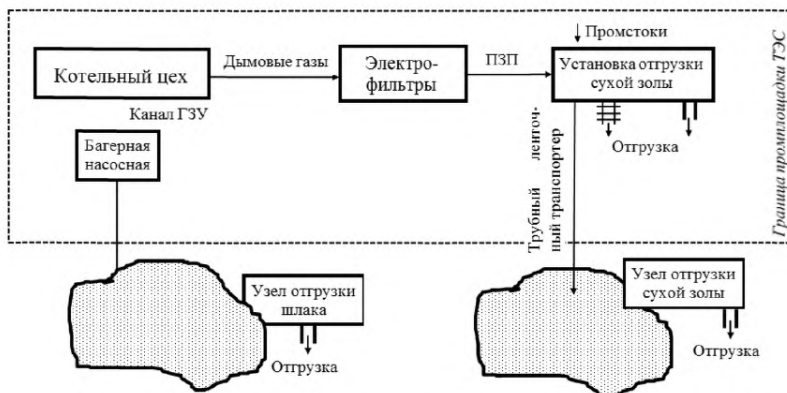 Промстоки
Котельный цех
Дымовые газы
Электро-
фильтры
ПЗП
Установка отгрузки
сухой золы
Канал ГЗУ
Багерная
насосная
Отгрузка
Трубный ленточ-
ный транспортер
Граница промплощадки ТЭС
Узел отгрузки
шлака
Отгрузка
Узел отгрузки
сухой золы
Отгрузка